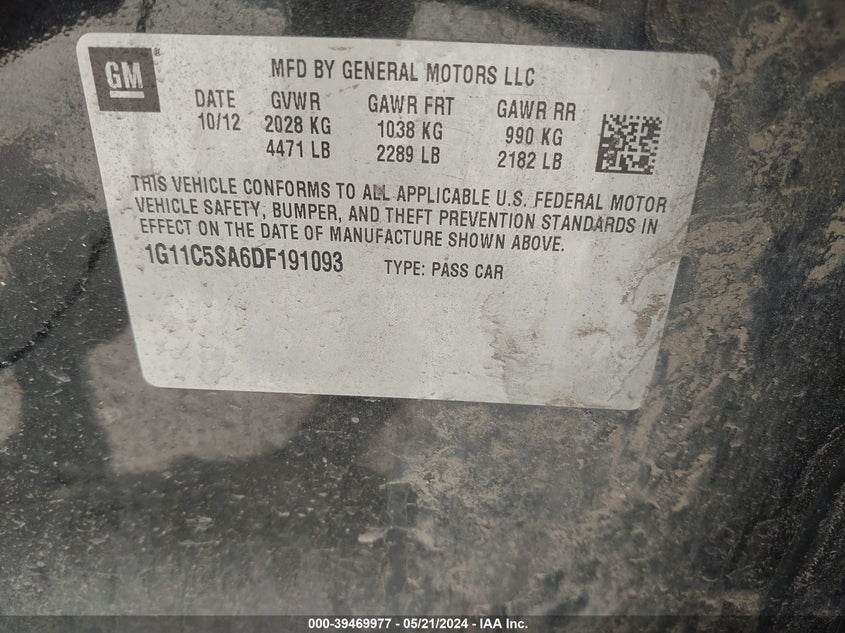 GM
MFD BY GENERAL MOTORS LLC
DATE GVWR GAWR FRT GAWR RR
10/12 2028 KG 1038 KG 990 KG
4471 LB 2289 LB 2182 LB
THIS VEHICLE CONFORMS TO ALL APPLICABLE U.S. FEDERAL MOTOR
VEHICLE SAFETY, BUMPER, AND THEFT PREVENTION STANDARDS IN
EFFECT ON THE DATE OF MANUFACTURE SHOWN ABOVE.
1G11C5SA6DF191093 TYPE: PASS CAR
000-39469977 - 05/21/2024 - IAA Inc.